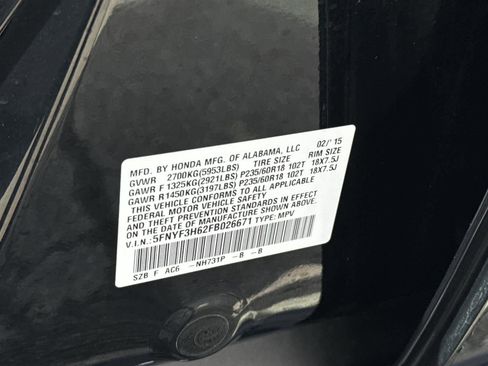 MFD. BY HONDA MFG. OF ALABAMA, LLC 02/'15
GVWR 2700KG(5953LBS) TIRE SIZE RIM SIZE
GAWR F 1325KG(2921LBS) P235/60R18 102T 18X7.5J
GAWR R1450KG(3197LBS) P235/60R18 102T 18X7.5J
THIS VEHICLE CONFORMS TO ALL APPLICABLE
FEDERAL MOTOR VEHICLE SAFETY
AND THEFT PREVENTION STANDARDS IN EFFECT
ON THE DATE OF MANUFACTURE SHOWN ABOVE.
V.I.N.: 5FNYF3H62FB026671 TYPE: MPV
SZB F AC6 -NH731P -B -B